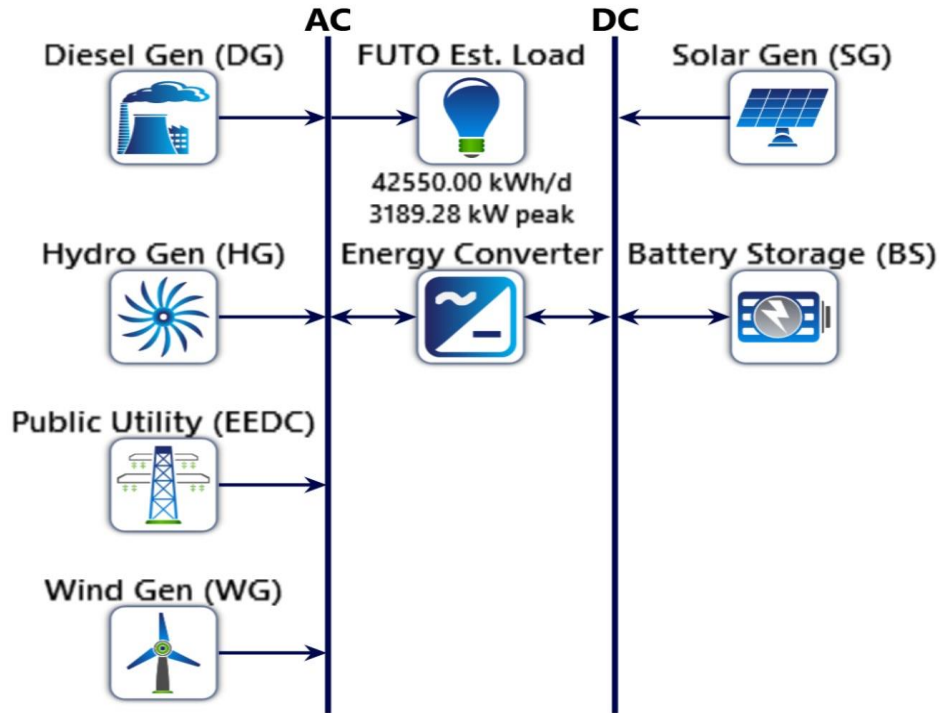 AC DC
Diesel Gen (DG) FUTO Est. Load Solar Gen (SG)
42550.00 kWh/d
3189.28 kW peak
Hydro Gen (HG) Energy Converter Battery Storage (BS)
Public Utility (EEDC)
Wind Gen (WG)